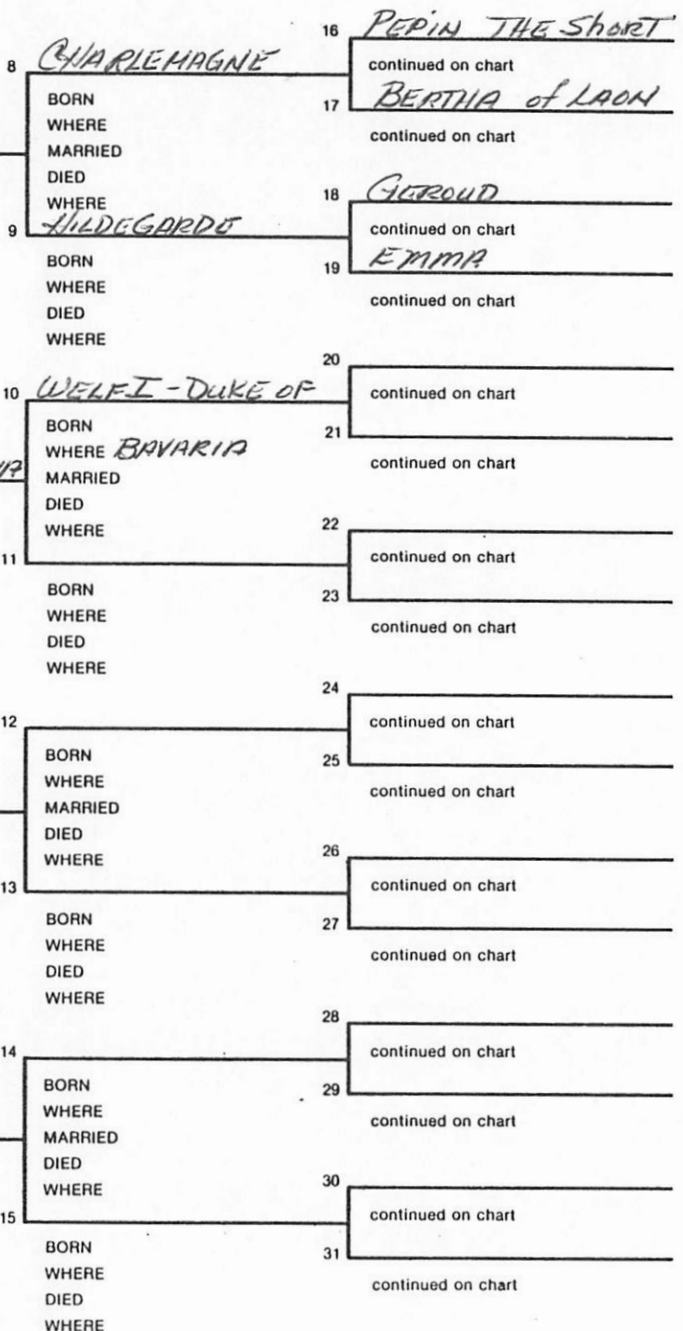 16 PEPIN THE SHORT
8 CHARLEMAGNE
continued on chart
BORN
17 BERTHA of LAON
WHERE
continued on chart
MARRIED
DIED
WHERE
18 GEROUD
9 HILDEGARDE
continued on chart
BORN
19 EMMA
WHERE
continued on chart
DIED
WHERE
20
10 WELF I - DUKE OF
continued on chart
BORN
21
WHERE BAVARIA
continued on chart
MARRIED
DIED
WHERE
22
11
continued on chart
BORN
23
WHERE
continued on chart
DIED
WHERE
24
12
continued on chart
BORN
25
WHERE
continued on chart
MARRIED
DIED
WHERE
26
13
continued on chart
BORN
27
WHERE
continued on chart
DIED
WHERE
28
14
continued on chart
BORN
29
WHERE
continued on chart
MARRIED
DIED
WHERE
30
15
continued on chart
BORN
31
WHERE
continued on chart
DIED
WHERE